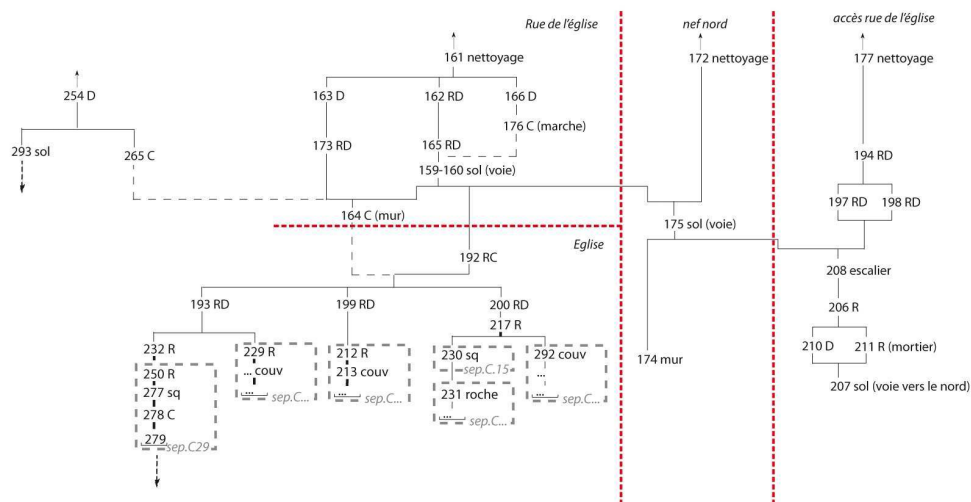 Rue de l'église
nef nord
accès rue de l'église
161 nettoyage
172 nettoyage
177 nettoyage
254 D
163 D
162 RD
166 D
176 C (marche)
293 sol
265 C
173 RD
165 RD
194 RD
159-160 sol (voie)
197 RD
198 RD
164 C (mur)
175 sol (voie)
Eglise
192 RC
208 escalier
193 RD
199 RD
200 RD
206 R
217 R
232 R
229 R
212 R
230 sq
292 couv
174 mur
210 D
211 R (mortier)
... couv
213 couv
sep.C.15
...
250 R
277 sq
278 C
279
sep.C29
...
sep.C...
...
sep.C...
231 roche
...
sep.C...
...
sep.C...
207 sol (voie vers le nord)